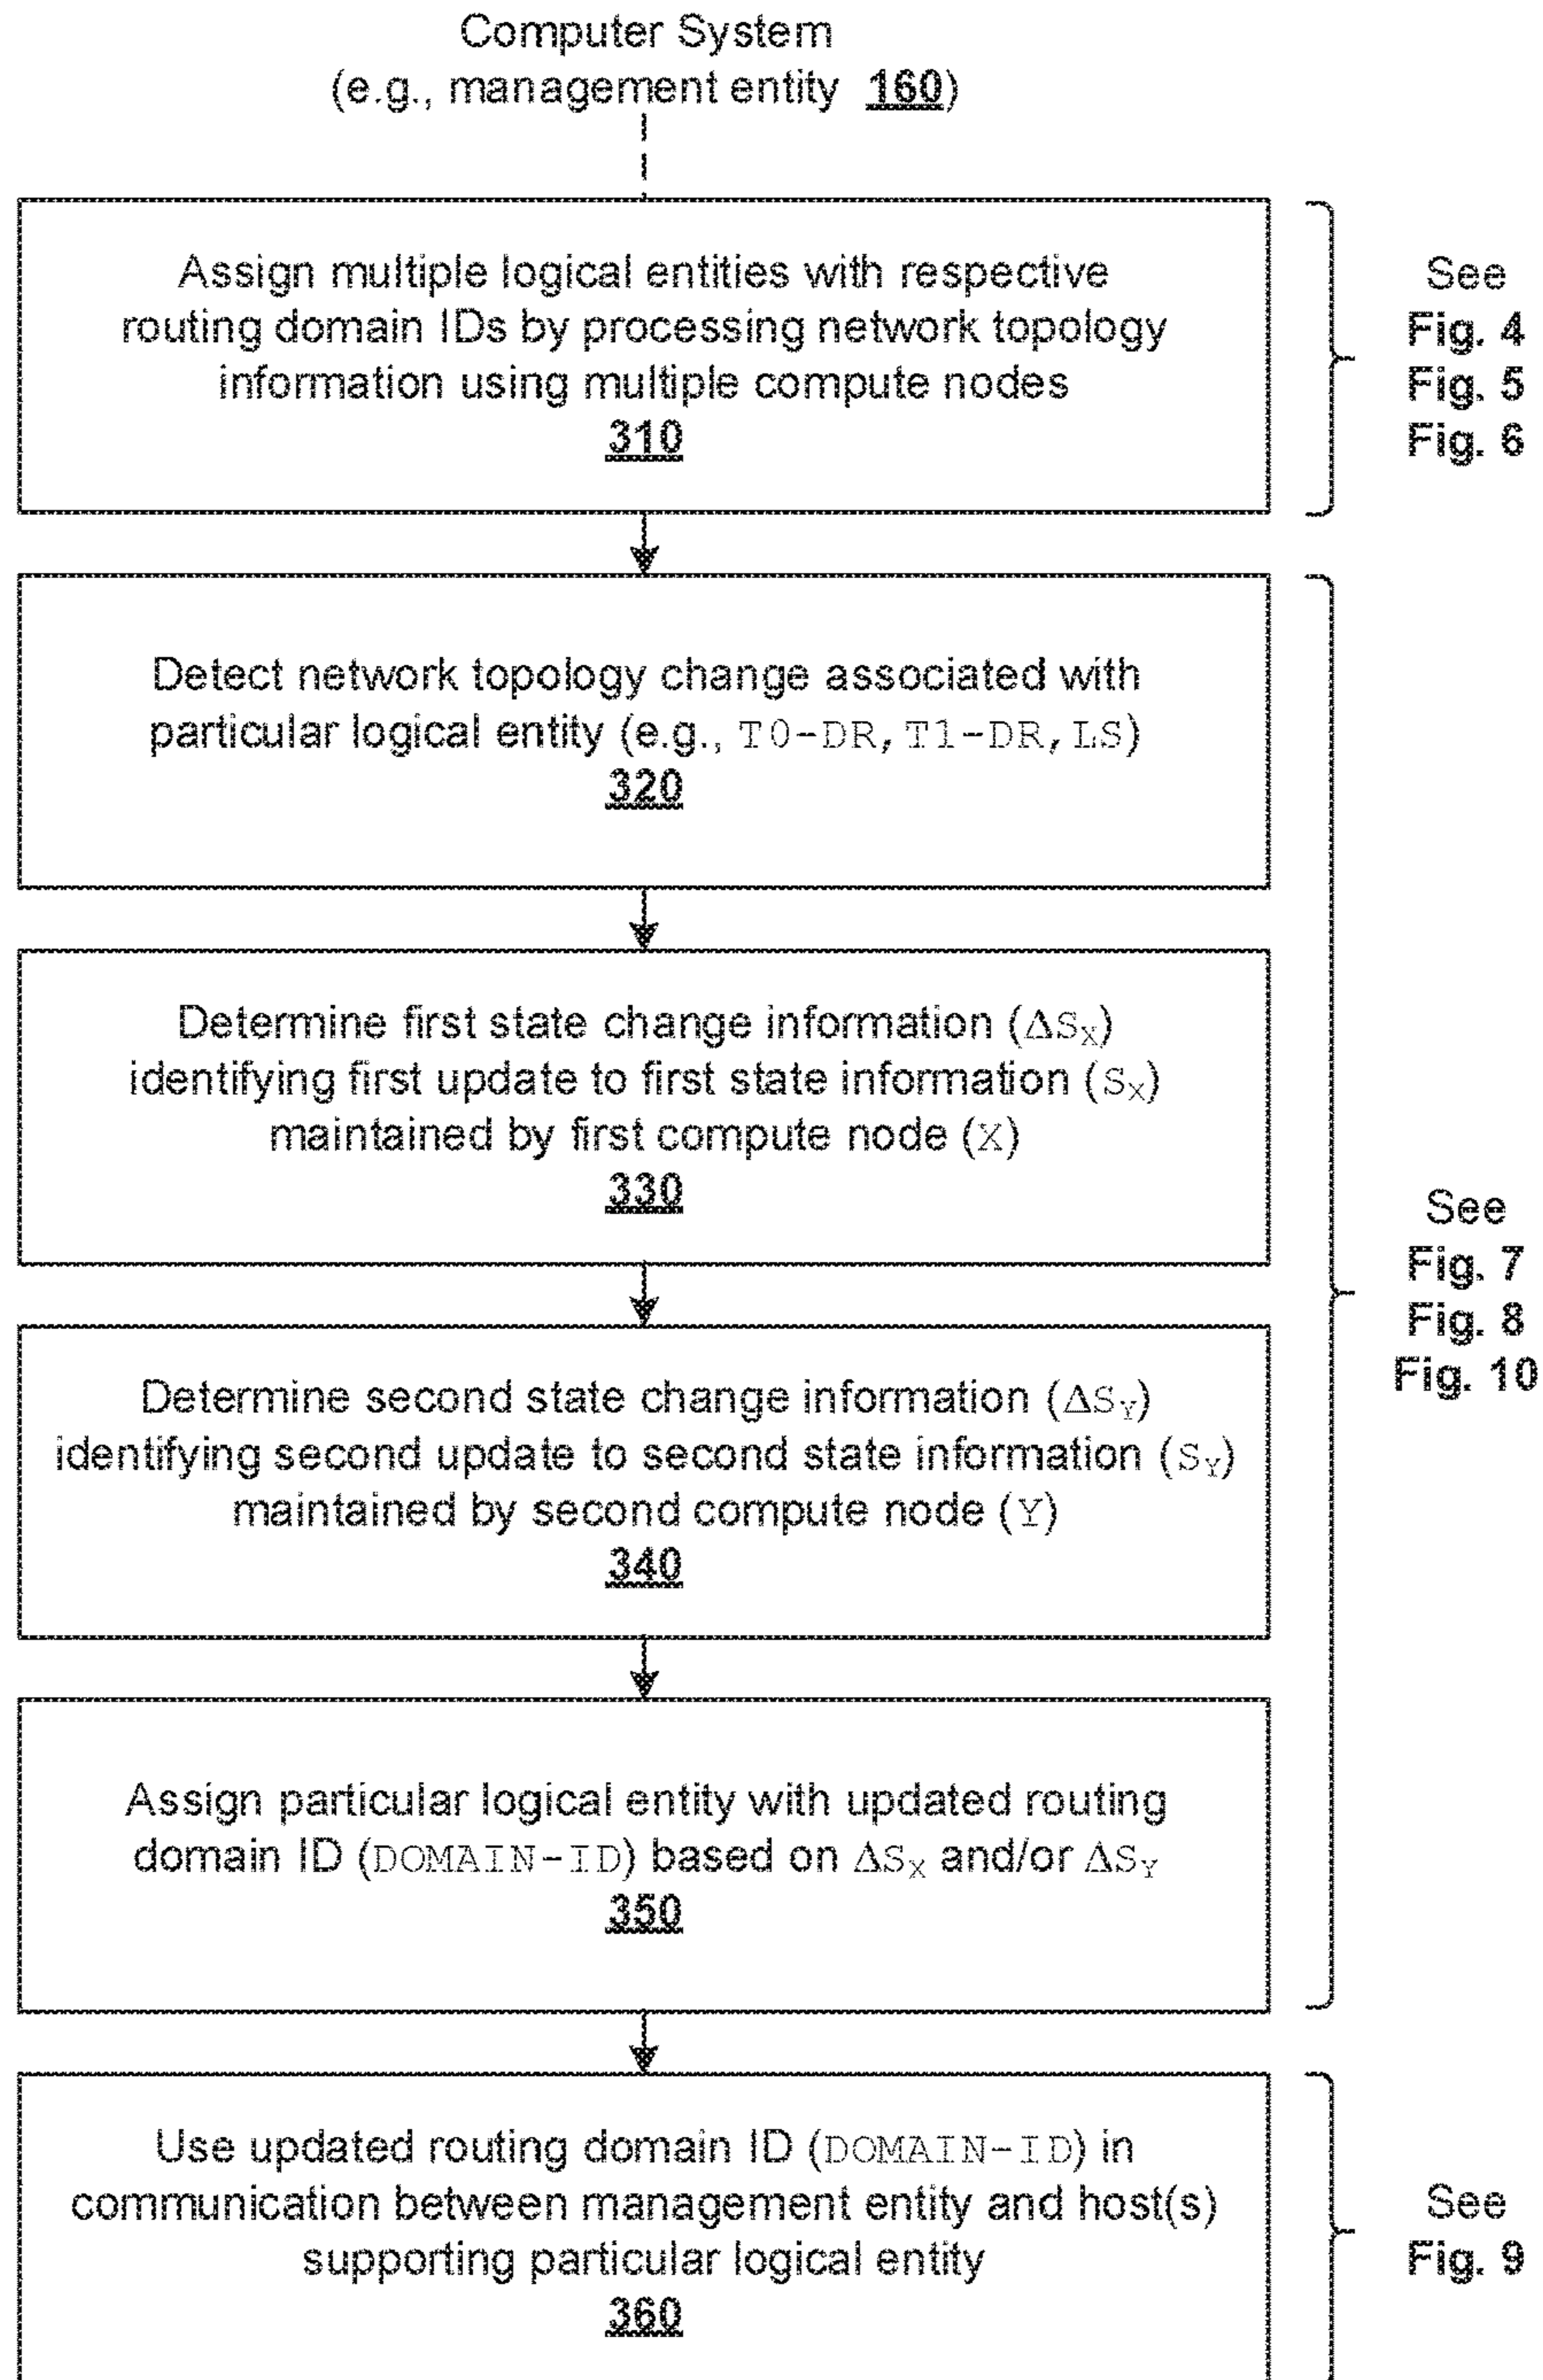 Computer System
(e.g., management entity 160)
Assign multiple logical entities with respective
routing domain IDs by processing network topology
information using multiple compute nodes
310
See
Fig. 4
Fig. 5
Fig. 6
Detect network topology change associated with
particular logical entity (e.g., T0-DR, T1-DR, LS)
320
Determine first state change information (ΔSX)
identifying first update to first state information (SX)
maintained by first compute node (X)
330
Determine second state change information (ΔSY)
identifying second update to second state information (SY)
maintained by second compute node (Y)
340
Assign particular logical entity with updated routing
domain ID (DOMAIN-ID) based on ΔSX and/or ΔSY
350
See
Fig. 7
Fig. 8
Fig. 10
Use updated routing domain ID (DOMAIN-ID) in
communication between management entity and host(s)
supporting particular logical entity
360
See
Fig. 9